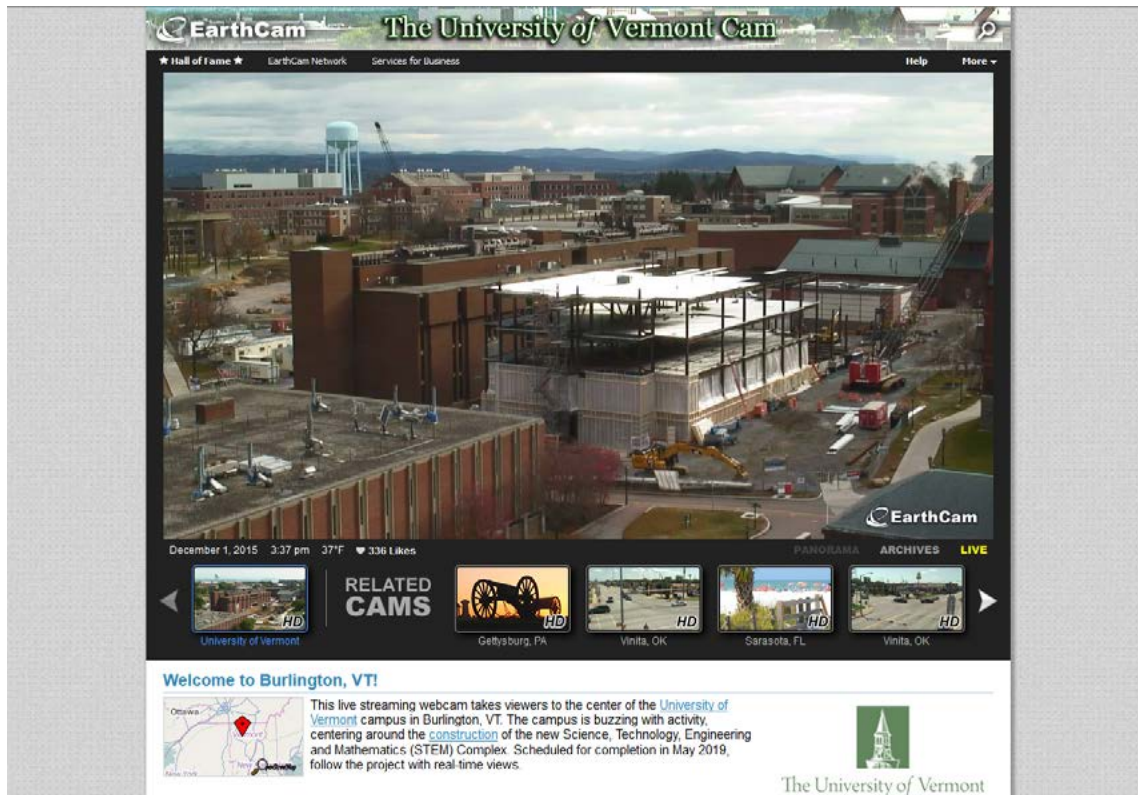 EarthCam
The University of Vermont Cam
★ Hall of Fame ★ EarthCam Network Services for Business Help More
EarthCam
December 1, 2015 3:37 pm 37°F ♥ 336 Likes PANORAMA ARCHIVES LIVE
RELATED
CAMS
HD HD HD HD HD
University of Vermont Gettysburg, PA Vinita, OK Sarasota, FL Vinita, OK
Welcome to Burlington, VT!
Ottawa
Vermont
This live streaming webcam takes viewers to the center of the University of
Vermont campus in Burlington, VT. The campus is buzzing with activity,
centering around the construction of the new Science, Technology, Engineering
and Mathematics (STEM) Complex. Scheduled for completion in May 2019,
follow the project with real-time views.
The University of Vermont